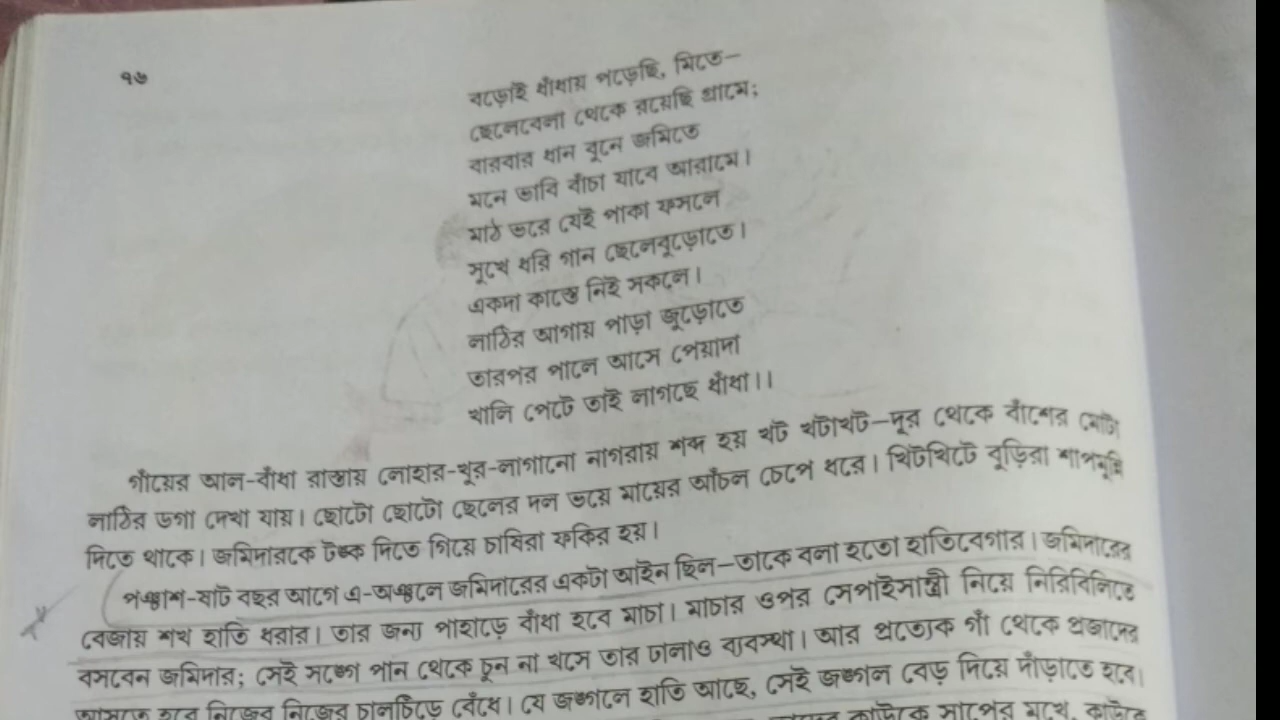 ৭৬
বড়োই ধাঁধায় পড়েছি, মিতে—
ছেলেবেলা থেকে রয়েছি গ্রামে;
বারবার ধান বুনে জমিতে
মনে ভাবি বাঁচা যাবে আরামে।
মাঠ ভরে যেই পাকা ফসলে
সুখে ধরি গান ছেলেবুড়োতে।
একদা কাস্তে নিই সকলে।
লাঠির আগায় পাড়া জুড়োতে
তারপর পালে আসে পেয়াদা
খালি পেটে তাই লাগছে ধাঁধা।।
গাঁয়ের আল-বাঁধা রাস্তায় লোহার-খুর-লাগানো নাগরায় শব্দ হয় খট খটাখট—দূর থেকে বাঁশের মোটা
লাঠির ডগা দেখা যায়। ছোটো ছোটো ছেলের দল ভয়ে মায়ের আঁচল চেপে ধরে। খিটখিটে বুড়িরা শাপমুন্নি
দিতে থাকে। জমিদারকে টঙ্ক দিতে গিয়ে চাষিরা ফকির হয়।
পঞ্চাশ-ষাট বছর আগে এ-অঞ্চলে জমিদারের একটা আইন ছিল—তাকে বলা হতো হাতিবেগার। জমিদারের
বেজায় শখ হাতি ধরার। তার জন্য পাহাড়ে বাঁধা হবে মাচা। মাচার ওপর সেপাইসান্ত্রী নিয়ে নিরিবিলিতে
বসবেন জমিদার; সেই সঙ্গে পান থেকে চুন না খসে তার ঢালাও ব্যবস্থা। আর প্রত্যেক গাঁ থেকে প্রজাদের
আসতে হবে নিজের নিজের চালচিঁড়ে বেঁধে। যে জঙ্গলে হাতি আছে, সেই জঙ্গল বেড় দিয়ে দাঁড়াতে হবে।
কাউকে সাপের মুখে, কাউকে